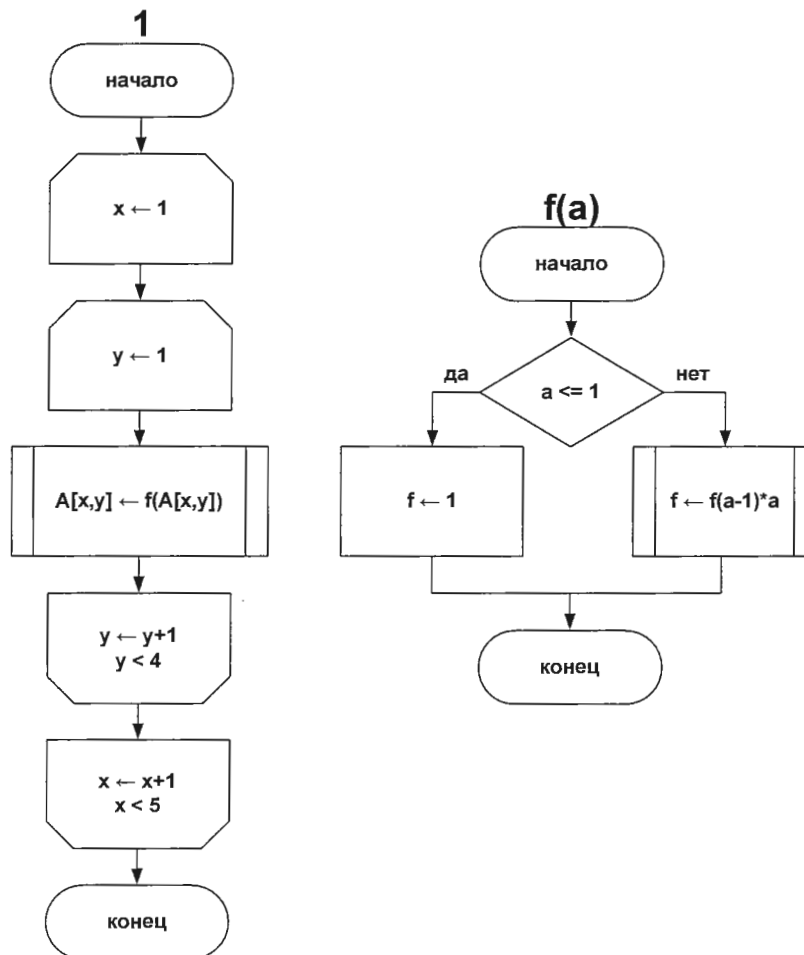 1
начало
x ← 1
y ← 1
A[x,y] ← f(A[x,y])
y ← y+1
y < 4
x ← x+1
x < 5
конец
f(a)
начало
да
a <= 1
нет
f ← 1
f ← f(a-1)*a
конец